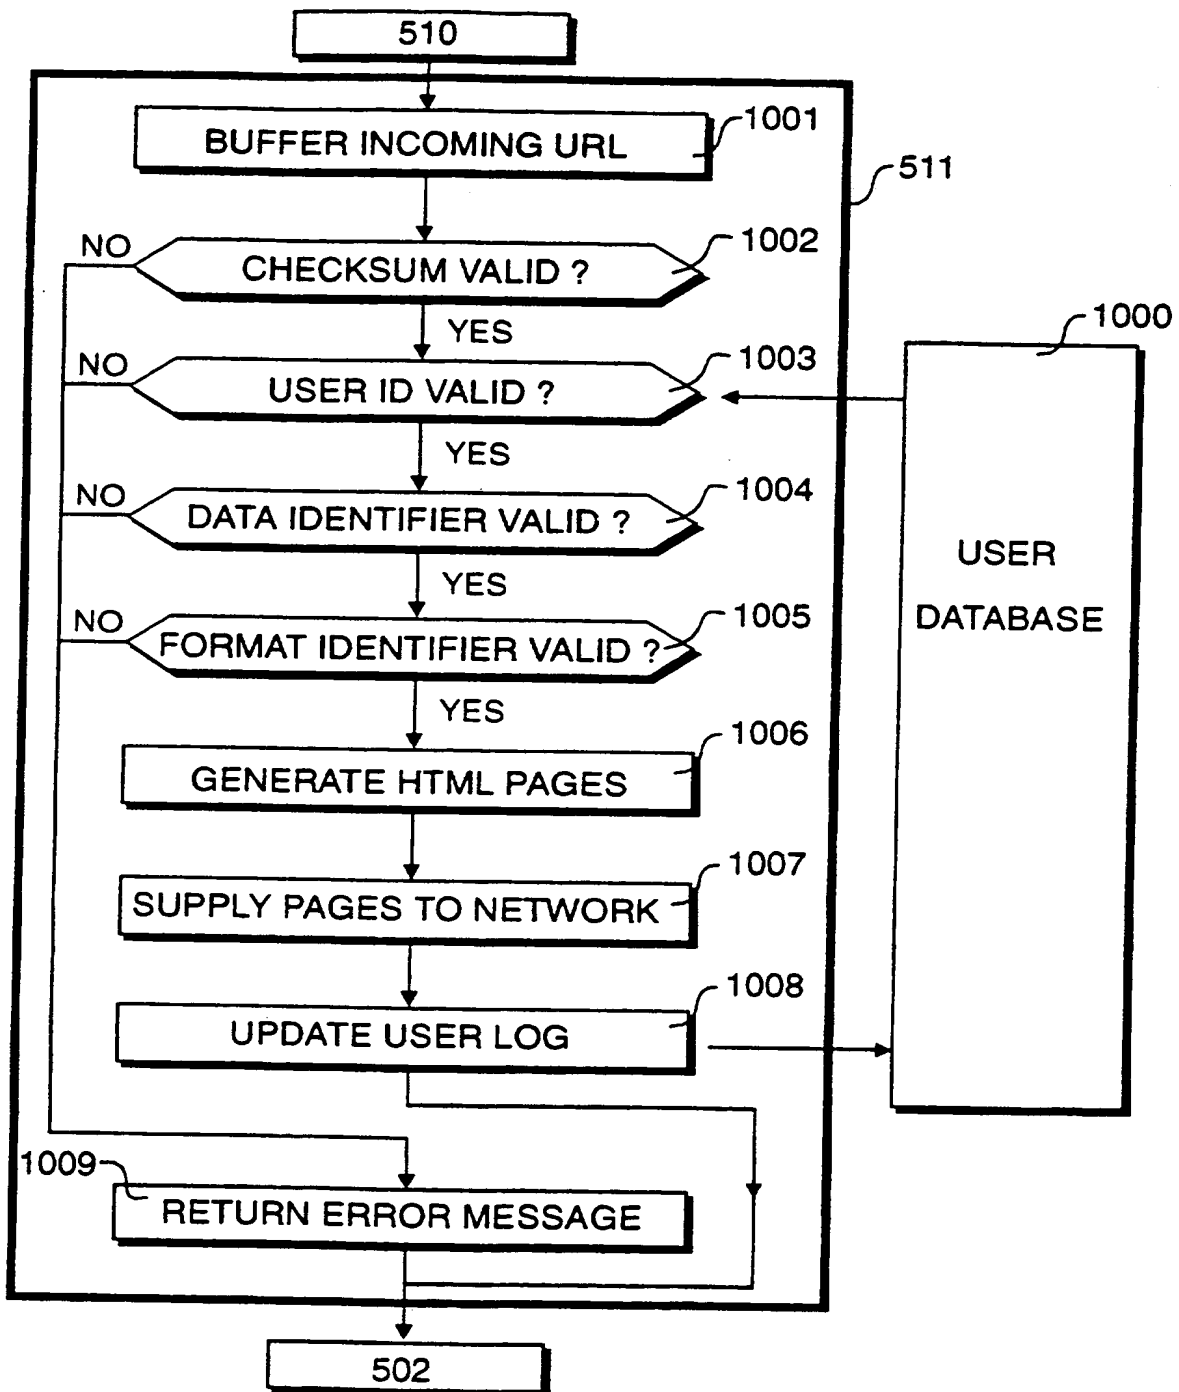 510
BUFFER INCOMING URL
1001
511
NO
CHECKSUM VALID ?
1002
YES
NO
USER ID VALID ?
1003
1000
YES
NO
DATA IDENTIFIER VALID ?
1004
USER
DATABASE
YES
NO
FORMAT IDENTIFIER VALID ?
1005
YES
GENERATE HTML PAGES
1006
SUPPLY PAGES TO NETWORK
1007
UPDATE USER LOG
1008
1009
RETURN ERROR MESSAGE
502